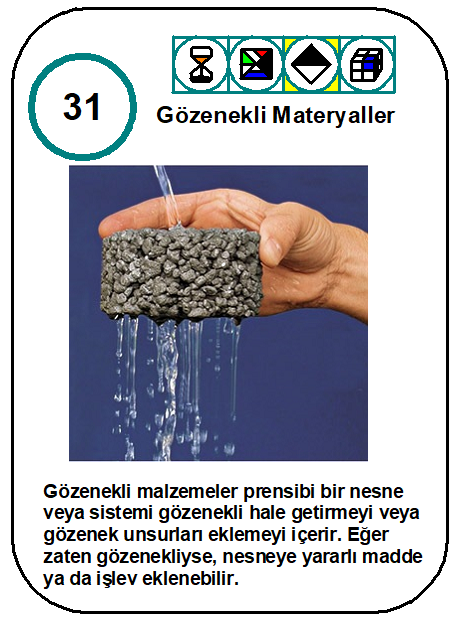 31
Gözenekli Materyaller
Gözenekli malzemeler prensibi bir nesne
veya sistemi gözenekli hale getirmeyi veya
gözenek unsurları eklemeyi içerir. Eğer
zaten gözenekliyse, nesneye yararlı madde
ya da işlev eklenebilir.